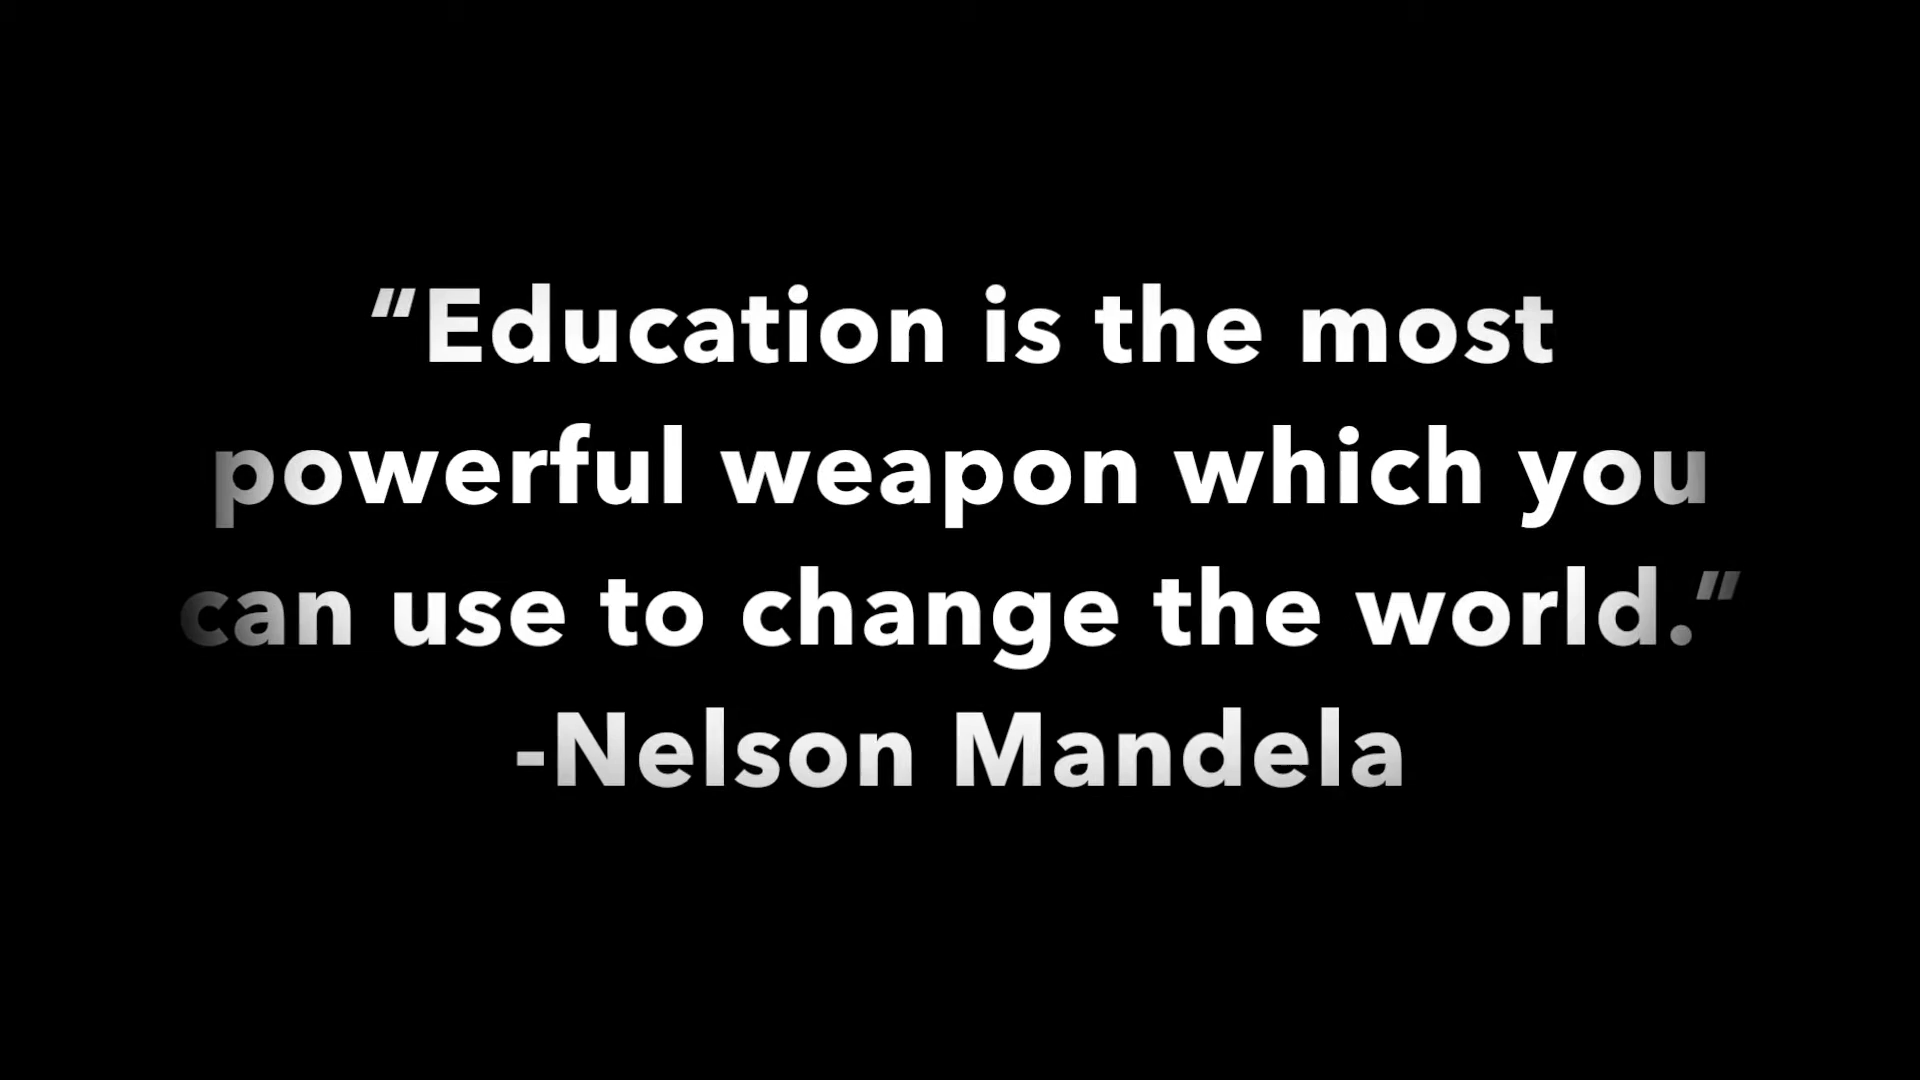 “Education is the most
powerful weapon which you
can use to change the world.”
-Nelson Mandela